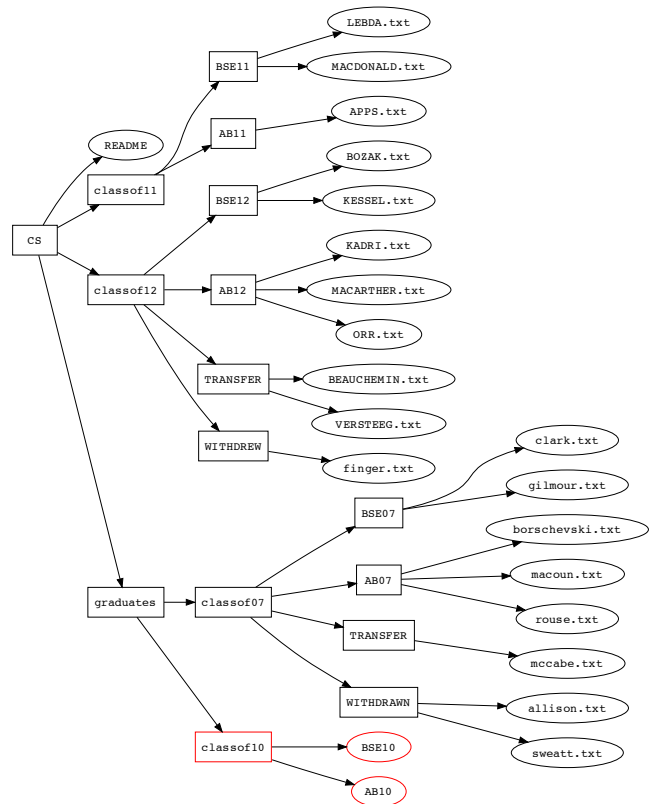 LEBDA.txt
BSE11
MACDONALD.txt
APPS.txt
AB11
README
BOZAK.txt
classof11
BSE12
KESSEL.txt
CS
KADRI.txt
classof12
AB12
MACARTHER.txt
ORR.txt
TRANSFER
BEAUCHEMIN.txt
VERSTEEG.txt
WITHDREW
clark.txt
finger.txt
gilmour.txt
BSE07
borschevski.txt
AB07
macoun.txt
graduates
classof07
rouse.txt
TRANSFER
mccabe.txt
WITHDRAWN
allison.txt
classof10
BSE10
sweatt.txt
AB10